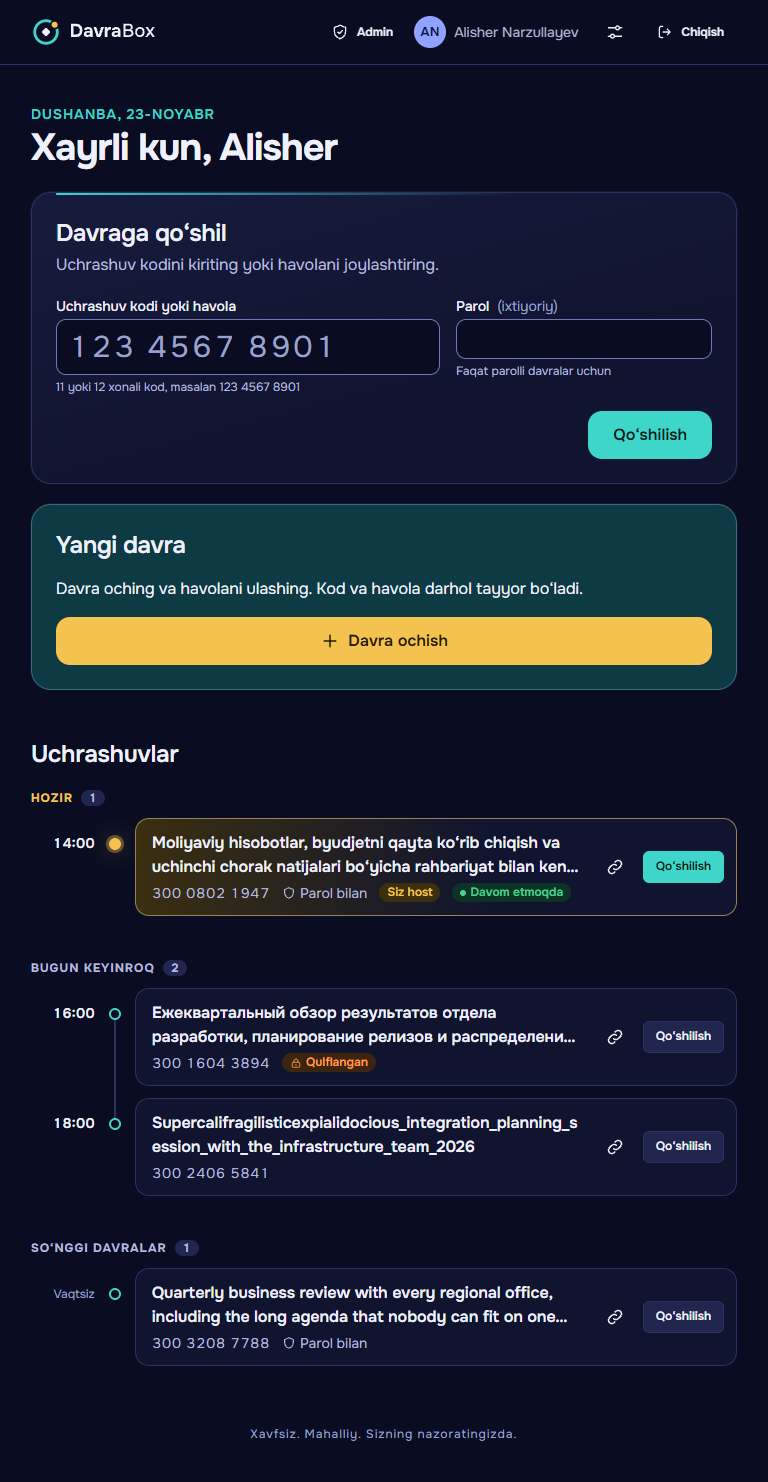 DavraBox
Admin
AN
Alisher Narzullayev
Chiqish
DUSHANBA, 23-NOYABR
Xayrli kun, Alisher
Davraga qo‘shil
Uchrashuv kodini kiriting yoki havolani joylashtiring.
Uchrashuv kodi yoki havola
Parol (ixtiyoriy)
123 4567 8901
11 yoki 12 xonali kod, masalan 123 4567 8901
Faqat parolli davralar uchun
Qo‘shilish
Yangi davra
Davra oching va havolani ulashing. Kod va havola darhol tayyor bo‘ladi.
Davra ochish
Uchrashuvlar
HOZIR 1
14:00
Moliyaviy hisobotlar, byudjetni qayta ko‘rib chiqish va
uchinchi chorak natijalari bo‘yicha rahbariyat bilan ken…
300 0802 1947 Parol bilan Siz host Davom etmoqda
Qo‘shilish
BUGUN KEYINROQ 2
16:00
Ежеквартальный обзор результатов отдела
разработки, планирование релизов и распределени…
300 1604 3894 Qulflangan
Qo‘shilish
18:00
Supercalifragilisticexpialidocious_integration_planning_s
ession_with_the_infrastructure_team_2026
300 2406 5841
Qo‘shilish
SO‘NGGI DAVRALAR 1
Vaqtsiz
Quarterly business review with every regional office,
including the long agenda that nobody can fit on one…
300 3208 7788 Parol bilan
Qo‘shilish
Xavfsiz. Mahalliy. Sizning nazoratingizda.